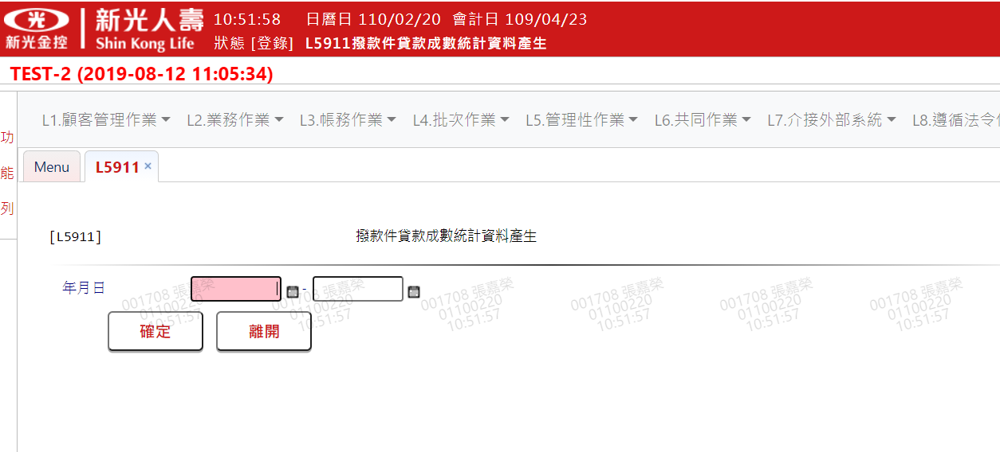 新光金控
新光人壽
Shin Kong Life
10:51:58 日曆日 110/02/20 會計日 109/04/23
狀態 [登錄] L5911撥款件貸款成數統計資料產生
TEST-2 (2019-08-12 11:05:34)
功
能
列
L1.顧客管理作業 L2.業務作業 L3.帳務作業 L4.批次作業 L5.管理性作業 L6.共同作業 L7.介接外部系統 L8.遵循法令
Menu L5911 ×
[L5911] 撥款件貸款成數統計資料產生
年月日 -
001708 張嘉榮 001708 張嘉榮 001708 張嘉榮 001708 張嘉榮 001708 張嘉榮 001708 張嘉榮
01100220 01100220 01100220 01100220 01100220 01100220
10:51:57 10:51:57 10:51:57 10:51:57 10:51:57 10:51:57
確定 離開